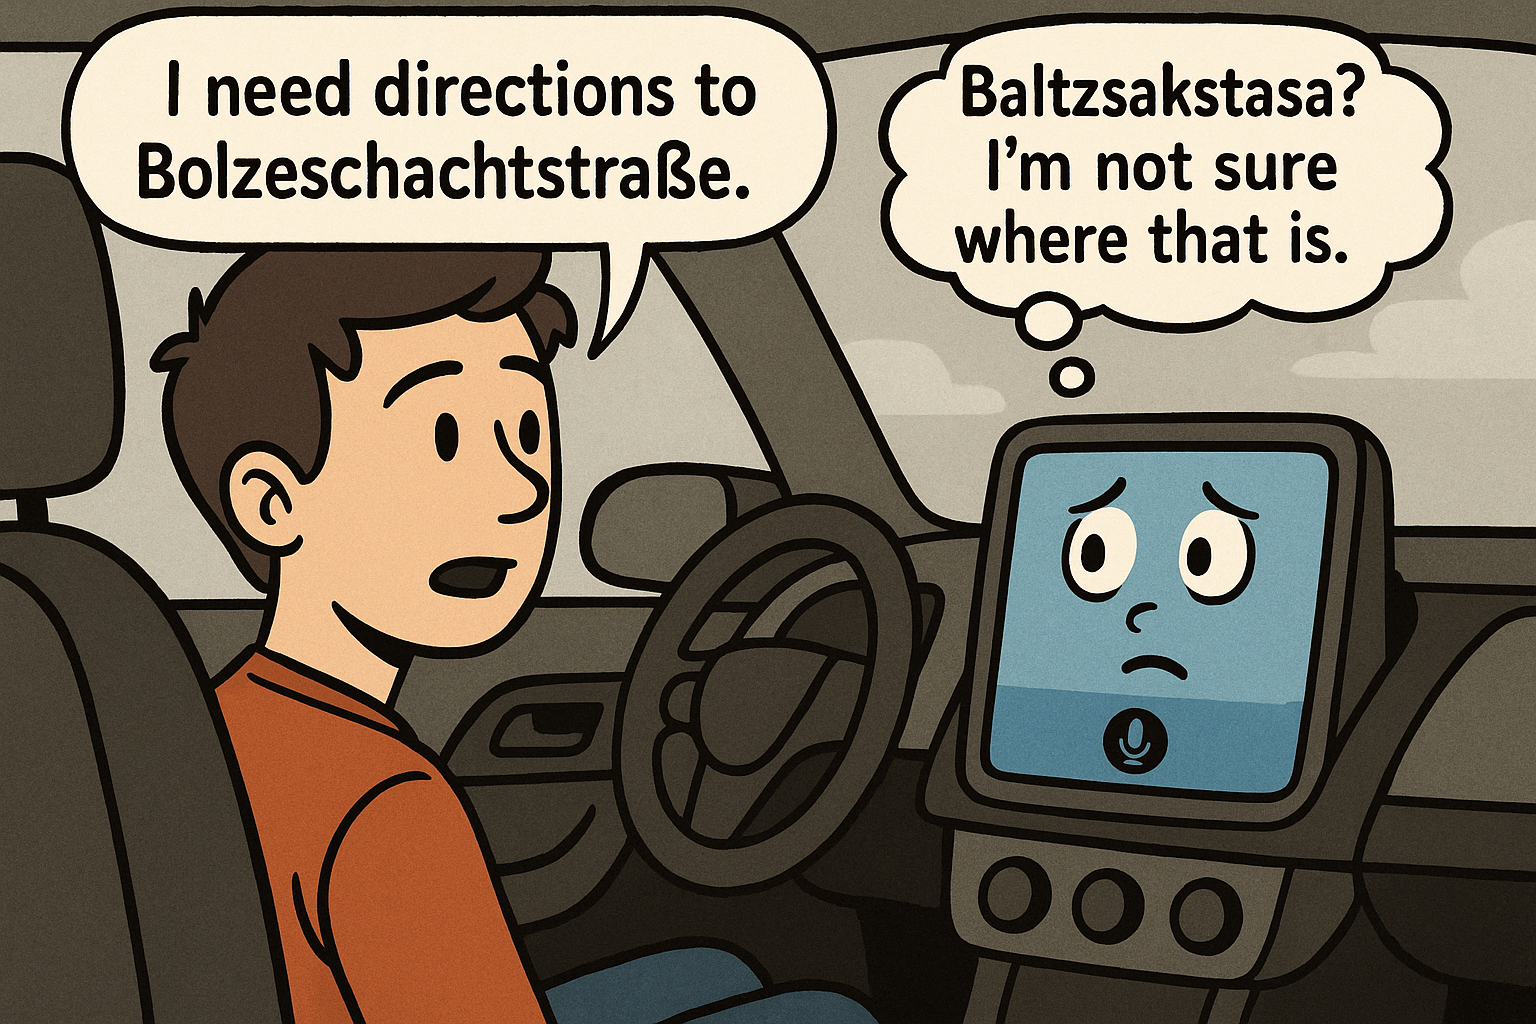 I need directions to
Bolzeschachtstraße.
Baltzsakstasa?
I'm not sure
where that is.